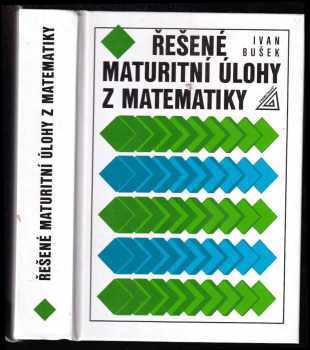 ŘEŠENÉ MATURITNÍ ÚLOHY Z MATEMATIKY
IVAN
BUŠEK
ŘEŠENÉ
MATURITNÍ ÚLOHY
Z MATEMATIKY